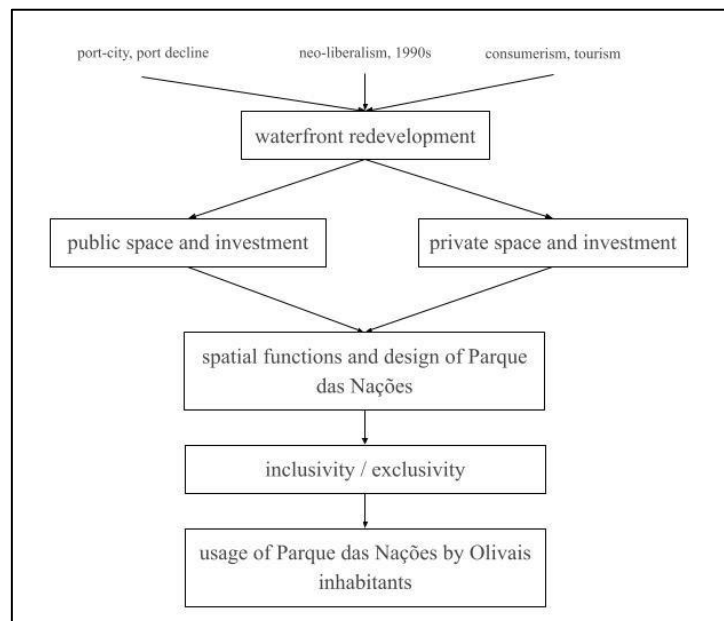 port-city, port decline
neo-liberalism, 1990s
consumerism, tourism
waterfront redevelopment
public space and investment
private space and investment
spatial functions and design of Parque
das Nações
inclusivity / exclusivity
usage of Parque das Nações by Olivais
inhabitants